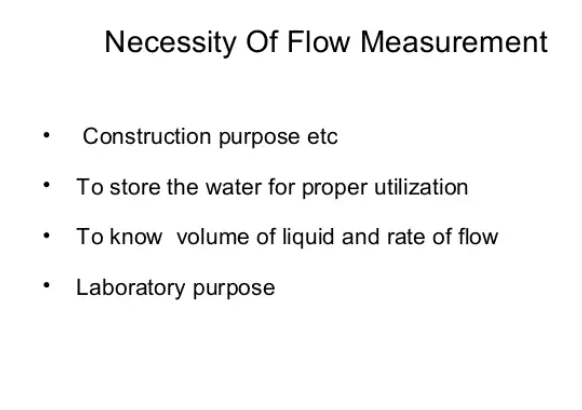 Necessity Of Flow Measurement
• Construction purpose etc
• To store the water for proper utilization
• To know volume of liquid and rate of flow
• Laboratory purpose